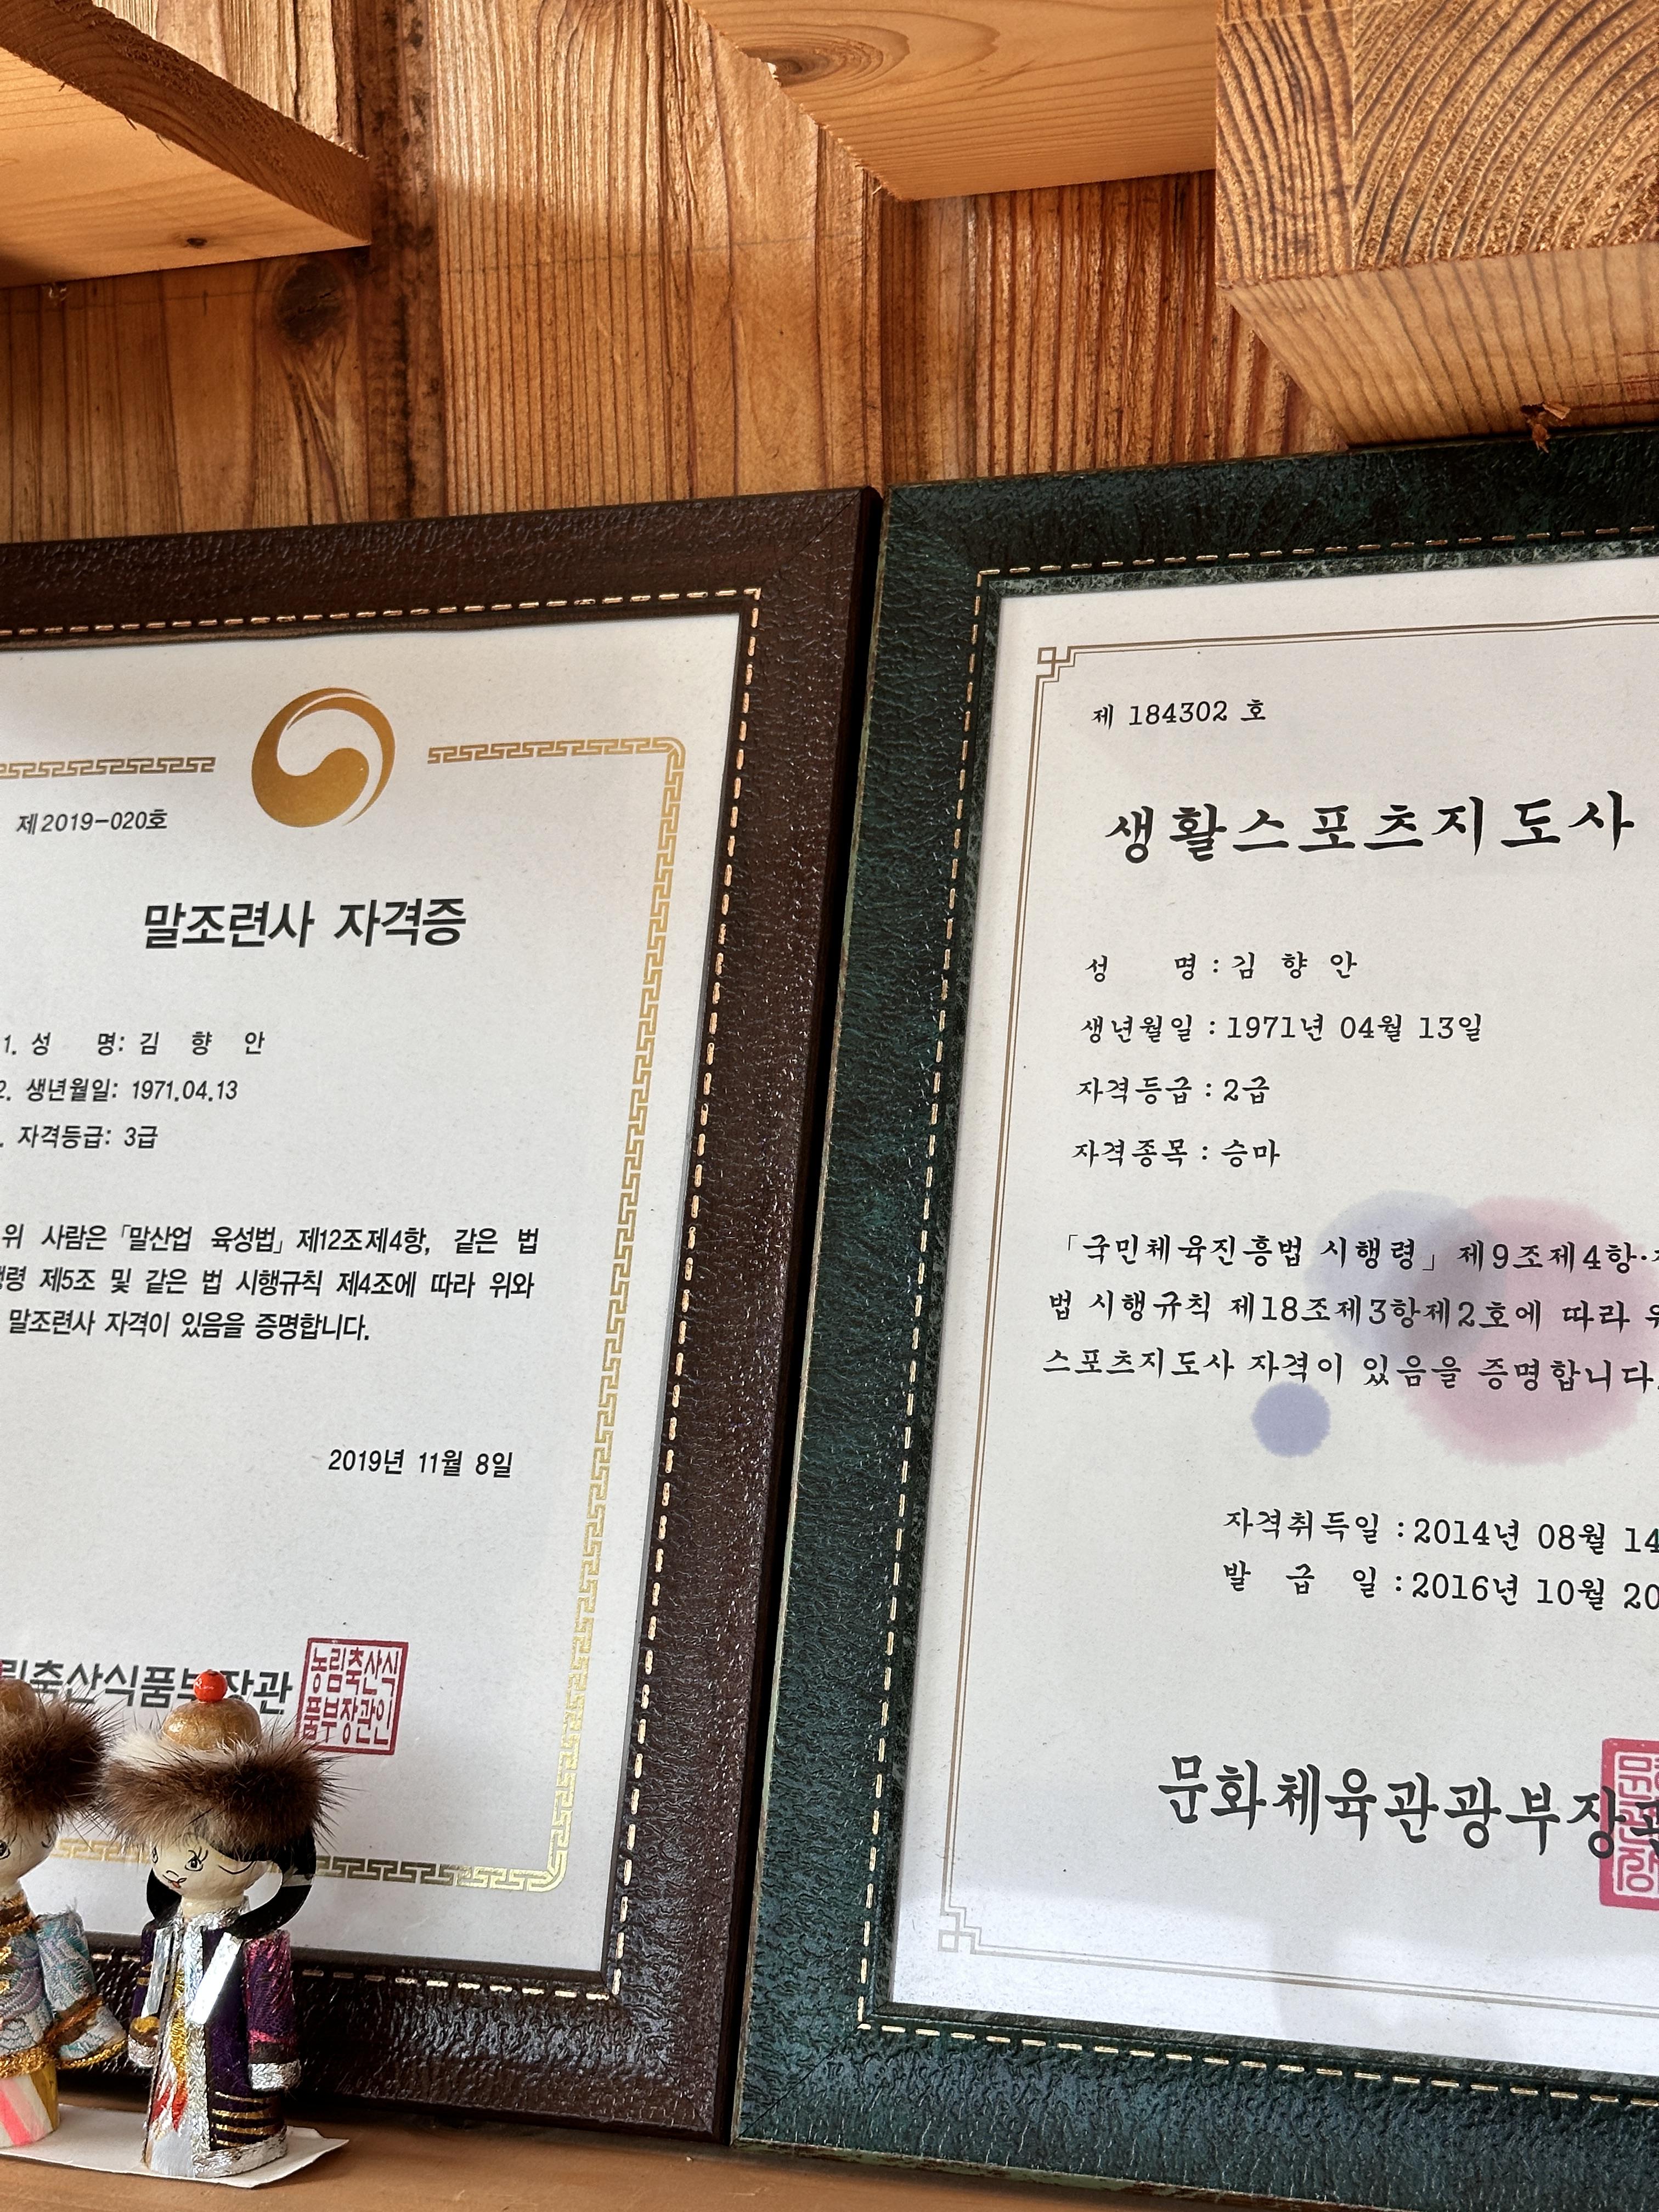 제2019-020호
말조련사 자격증
1. 성 명: 김 향 안
2. 생년월일: 1971.04.13
. 자격등급: 3급
위 사람은 「말산업 육성법」 제12조제4항, 같은 법
행령 제5조 및 같은 법 시행규칙 제4조에 따라 위와
말조련사 자격이 있음을 증명합니다.
2019년 11월 8일
림축산식품부장관
농림축산식
품부장관인
제 184302 호
생활스포츠지도사
성 명 : 김 향 안
생년월일 : 1971년 04월 13일
자격등급 : 2급
자격종목 : 승마
「국민체육진흥법 시행령」 제9조제4항·
법 시행규칙 제18조제3항제2호에 따라
스포츠지도사 자격이 있음을 증명합니다.
자격취득일 : 2014년 08월 14
발 급 일 : 2016년 10월 20
문화체육관광부장관